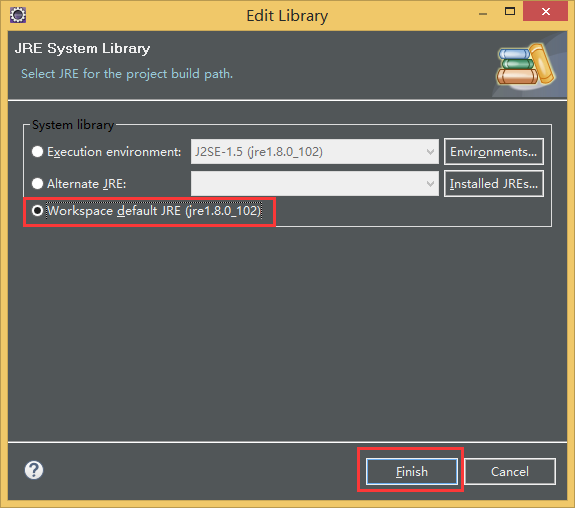 Edit Library
JRE System Library
Select JRE for the project build path.
System library
Execution environment: J2SE-1.5 (jre1.8.0_102) Environments...
Alternate JRE: Installed JREs...
Workspace default JRE (jre1.8.0_102)
? Finish Cancel